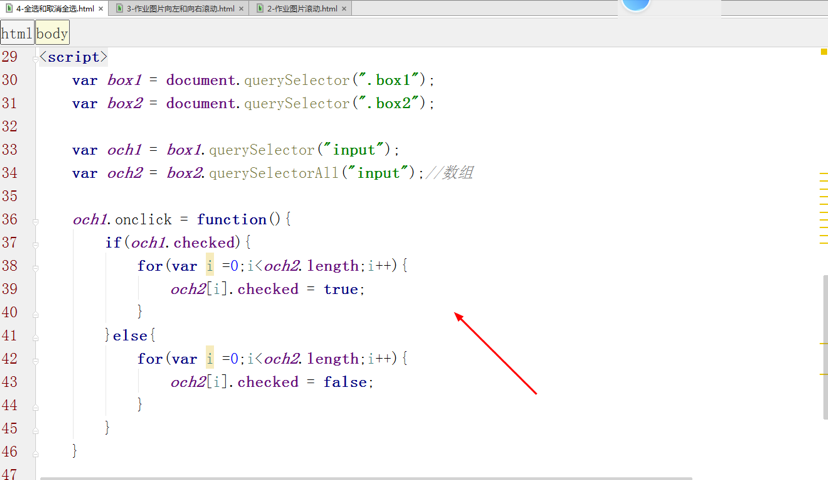 4-全选和取消全选.html × 3-作业图片向左和向右滚动.html × 2-作业图片滚动.html ×
html body
29 <script>
30 var box1 = document.querySelector(".box1");
31 var box2 = document.querySelector(".box2");
32
33 var och1 = box1.querySelector("input");
34 var och2 = box2.querySelectorAll("input");//数组
35
36 och1.onclick = function(){
37 if(och1.checked){
38 for(var i =0;i<och2.length;i++){
39 och2[i].checked = true;
40 }
41 }else{
42 for(var i =0;i<och2.length;i++){
43 och2[i].checked = false;
44 }
45 }
46 }
47